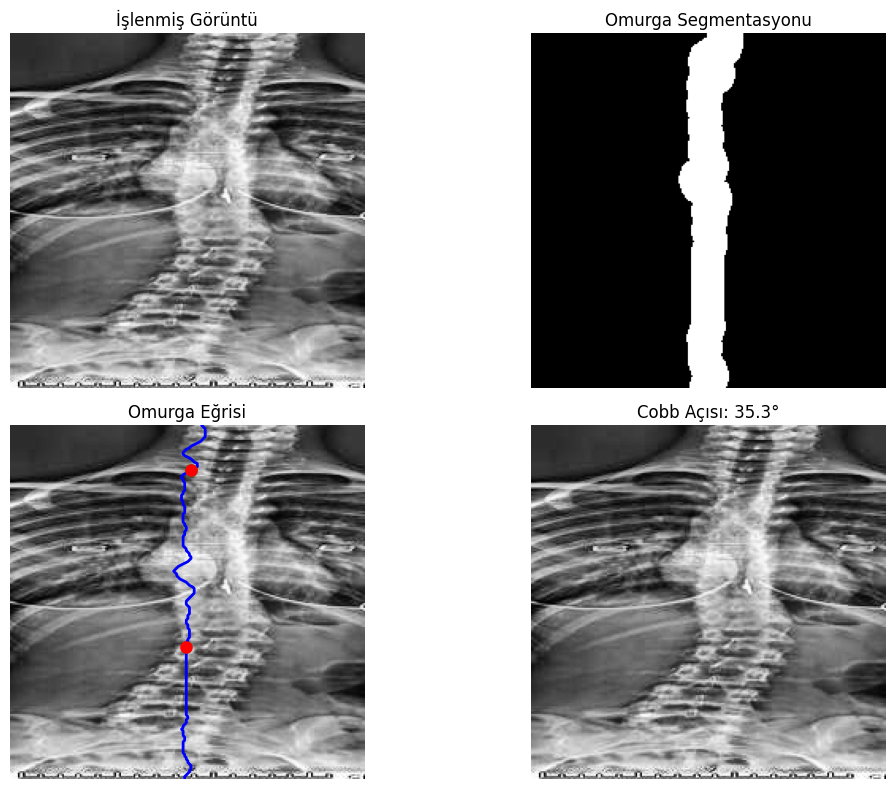 İşlenmiş Görüntü
Omurga Segmentasyonu
Omurga Eğrisi
Cobb Açısı: 35.3°